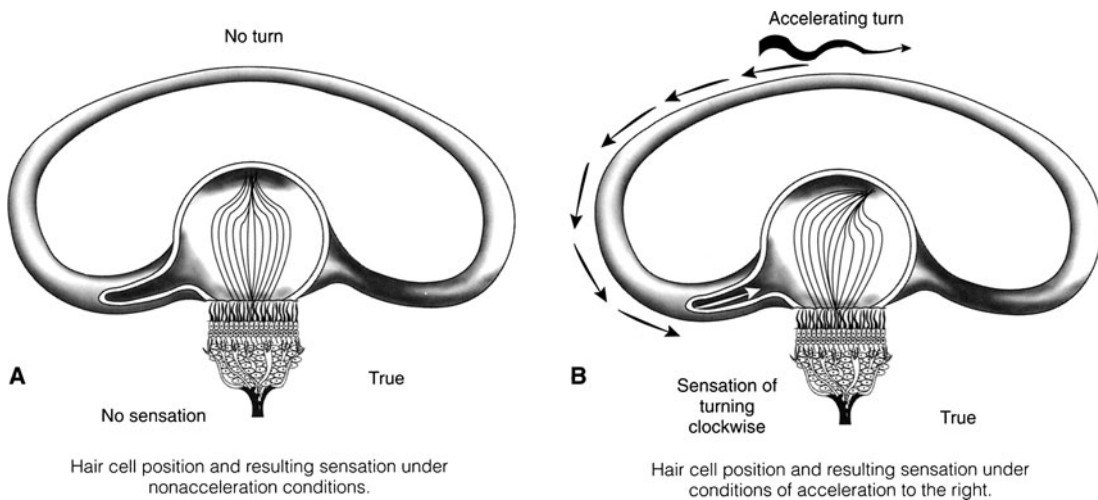 No turn
A
No sensation
True
Hair cell position and resulting sensation under
nonacceleration conditions.
Accelerating turn
B
Sensation of
turning
clockwise
True
Hair cell position and resulting sensation under
conditions of acceleration to the right.